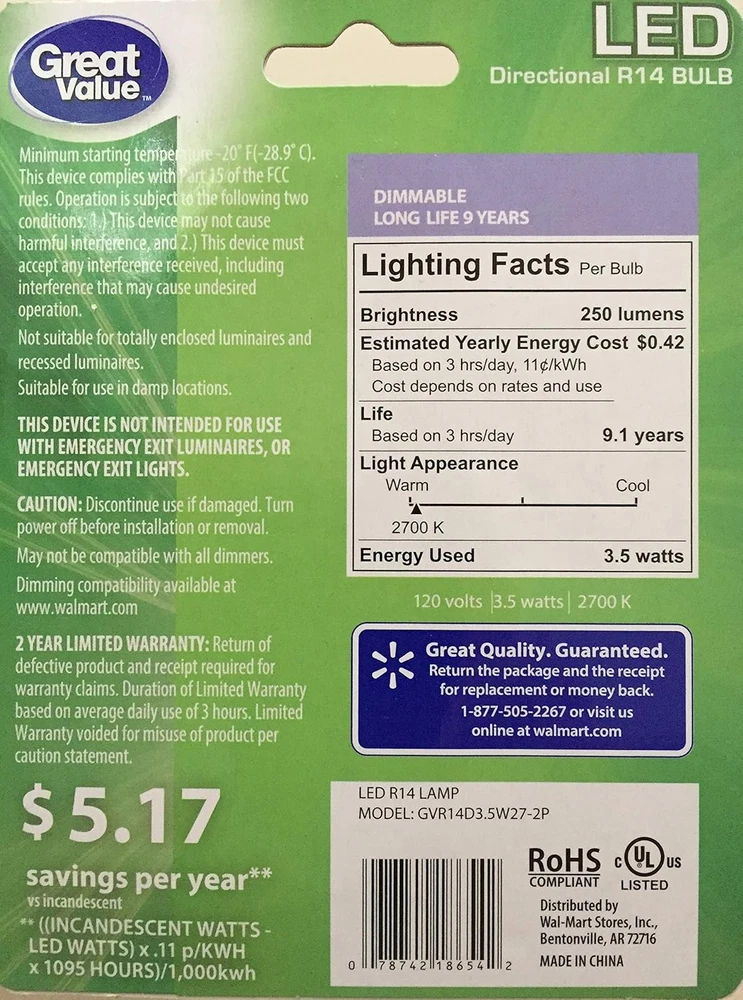 Great
Value™
LED
Directional R14 BULB
Minimum starting temperature -20° F(-28.9° C).
This device complies with Part 15 of the FCC
rules. Operation is subject to the following two
conditions: 1.) This device may not cause
harmful interference, and 2.) This device must
accept any interference received, including
interference that may cause undesired
operation.
Not suitable for totally enclosed luminaires and
recessed luminaires.
Suitable for use in damp locations.
THIS DEVICE IS NOT INTENDED FOR USE
WITH EMERGENCY EXIT LUMINAIRES, OR
EMERGENCY EXIT LIGHTS.
CAUTION: Discontinue use if damaged. Turn
power off before installation or removal.
May not be compatible with all dimmers.
Dimming compatibility available at
www.walmart.com
2 YEAR LIMITED WARRANTY: Return of
defective product and receipt required for
warranty claims. Duration of Limited Warranty
based on average daily use of 3 hours. Limited
Warranty voided for misuse of product per
caution statement.
$5.17
savings per year**
vs incandescent
** ((INCANDESCENT WATTS -
LED WATTS) x .11 p/KWH
x 1095 HOURS)/1,000kwh
DIMMABLE
LONG LIFE 9 YEARS
Lighting Facts Per Bulb
Brightness 250 lumens
Estimated Yearly Energy Cost $0.42
Based on 3 hrs/day, 11¢/kWh
Cost depends on rates and use
Life
Based on 3 hrs/day 9.1 years
Light Appearance
Warm Cool
2700 K
Energy Used 3.5 watts
120 volts | 3.5 watts | 2700 K
Great Quality. Guaranteed.
Return the package and the receipt
for replacement or money back.
1-877-505-2267 or visit us
online at walmart.com
LED R14 LAMP
MODEL: GVR14D3.5W27-2P
0 78742 18654 2
RoHS
COMPLIANT
C UL US
LISTED
Distributed by
Wal-Mart Stores, Inc.,
Bentonville, AR 72716
MADE IN CHINA